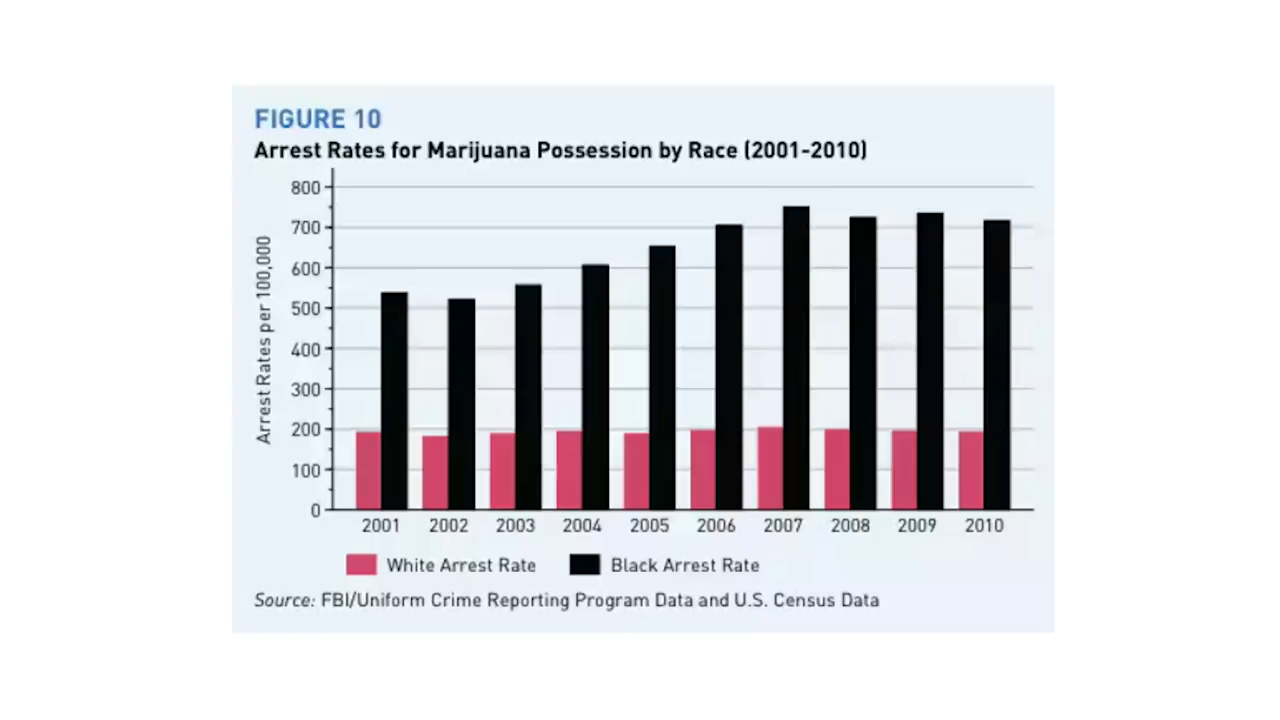 FIGURE 10
Arrest Rates for Marijuana Possession by Race (2001-2010)
Arrest Rates per 100,000
800
700
600
500
400
300
200
100
0
2001 2002 2003 2004 2005 2006 2007 2008 2009 2010
White Arrest Rate Black Arrest Rate
Source: FBI/Uniform Crime Reporting Program Data and U.S. Census Data